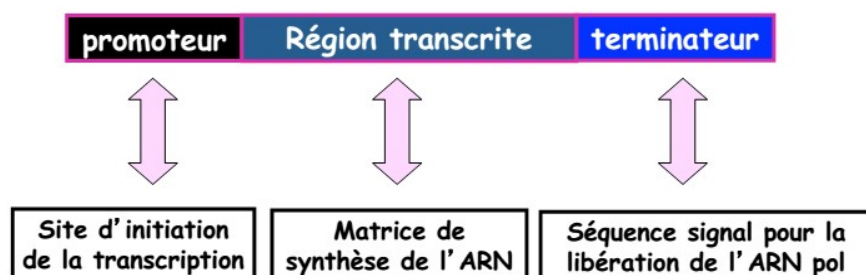 promoteur Région transcrite terminateur
Site d'initiation
de la transcription
Matrice de
synthèse de l'ARN
Séquence signal pour la
libération de l'ARN pol